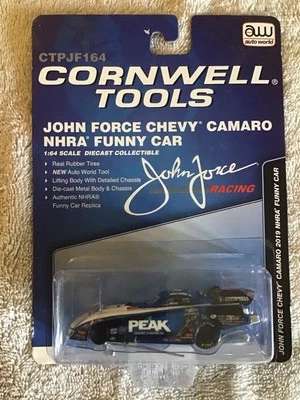 aw
auto world
CTPJF164
CORNWELL®
TOOLS
JOHN FORCE CHEVY® CAMARO
NHRA® FUNNY CAR
1:64 SCALE DIECAST COLLECTIBLE
• Real Rubber Tires
• NEW Auto World Tool
• Lifting Body With Detailed Chassis
• Die-cast Metal Body & Chassis
• Authentic NHRA®
Funny Car Replica
John Force
RACING
JOHN FORCE CHEVY® CAMARO 2019 NHRA® FUNNY CAR
PEAK